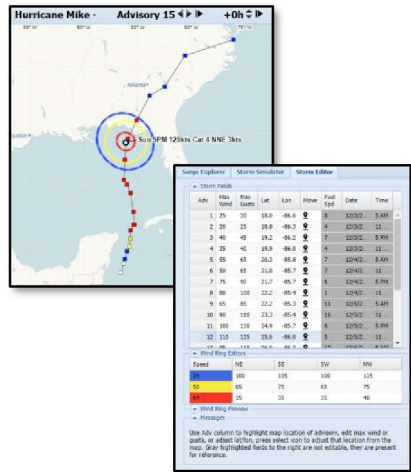 Hurricane Mike - Advisory 15 +0h
90° W 80° W 70° W
Atlanta
Sun 5PM 125kts Cat 4 NNE 3kts
Surge Explorer Storm Simulator Storm Editor
Storm Fields
Adv Max Wind Max Gusts Lat Lon Move Fwd Spd Date Time
1 25 30 18.0 -86.6 8 12/3/2... 5 AM
2 20 25 18.8 -86.3 4 12/3/2... 11 ...
3 40 45 19.2 -86.2 7 12/3/2... 5 PM
4 35 40 19.9 -86.0 4 12/3/2... 11 ...
5 55 65 20.3 -85.8 7 12/4/2... 5 AM
6 50 65 21.0 -85.7 7 12/4/2... 11 ...
7 75 90 21.7 -85.7 6 12/4/2... 5 PM
8 80 100 22.2 -85.4 1 12/4/2... 11 ...
9 65 85 22.2 -85.3 11 12/5/2... 5 AM
10 90 110 23.3 -85.4 16 12/5/2... 11 ...
11 100 130 24.9 -85.7 8 12/5/2... 5 PM
12 110 135 25.6 -86.0 5 12/5/2... 11 ...
Wind Ring Editors
Speed NE SE SW NW
34 100 105 100 115
50 65 75 65 75
64 15 35 35 40
Wind Ring Preview
Messages
Use Adv column to highlight map location of advisory, edit max wind or
gusts, or adjust lat/lon, press select icon to adjust that location from the
map. Gray highlighted fields to the right are not editable, they are present
for reference.